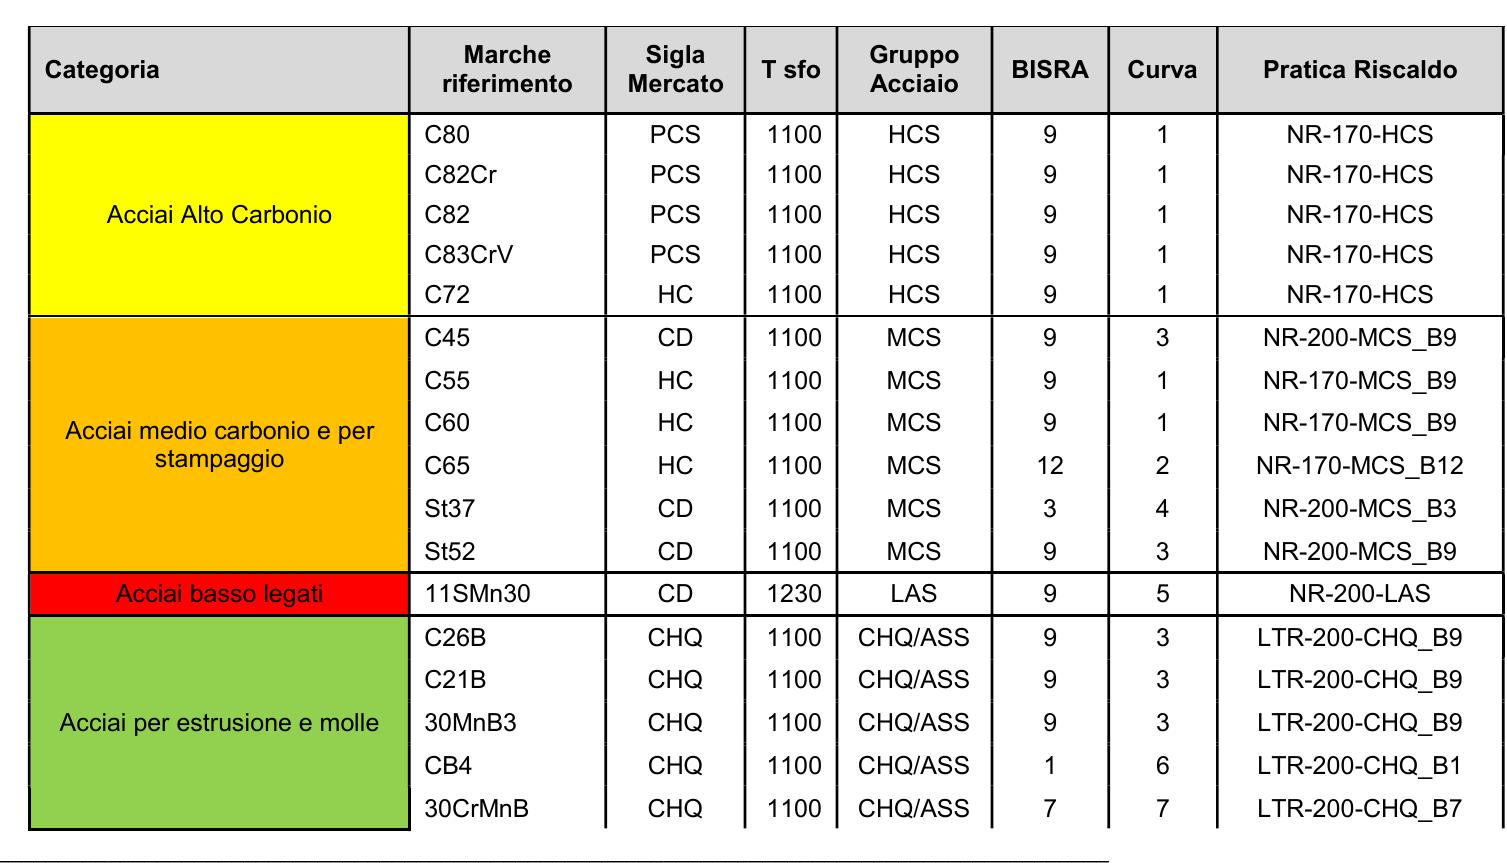 Categoria Marche riferimento Sigla Mercato T sfo Gruppo Acciaio BISRA Curva Pratica Riscaldo
Acciai Alto Carbonio
C80 PCS 1100 HCS 9 1 NR-170-HCS
C82Cr PCS 1100 HCS 9 1 NR-170-HCS
C82 PCS 1100 HCS 9 1 NR-170-HCS
C83CrV PCS 1100 HCS 9 1 NR-170-HCS
C72 HC 1100 HCS 9 1 NR-170-HCS
Acciai medio carbonio e per
stampaggio
C45 CD 1100 MCS 9 3 NR-200-MCS_B9
C55 HC 1100 MCS 9 1 NR-170-MCS_B9
C60 HC 1100 MCS 9 1 NR-170-MCS_B9
C65 HC 1100 MCS 12 2 NR-170-MCS_B12
St37 CD 1100 MCS 3 4 NR-200-MCS_B3
St52 CD 1100 MCS 9 3 NR-200-MCS_B9
Acciai basso legati 11SMn30 CD 1230 LAS 9 5 NR-200-LAS
Acciai per estrusione e molle
C26B CHQ 1100 CHQ/ASS 9 3 LTR-200-CHQ_B9
C21B CHQ 1100 CHQ/ASS 9 3 LTR-200-CHQ_B9
30MnB3 CHQ 1100 CHQ/ASS 9 3 LTR-200-CHQ_B9
CB4 CHQ 1100 CHQ/ASS 1 6 LTR-200-CHQ_B1
30CrMnB CHQ 1100 CHQ/ASS 7 7 LTR-200-CHQ_B7